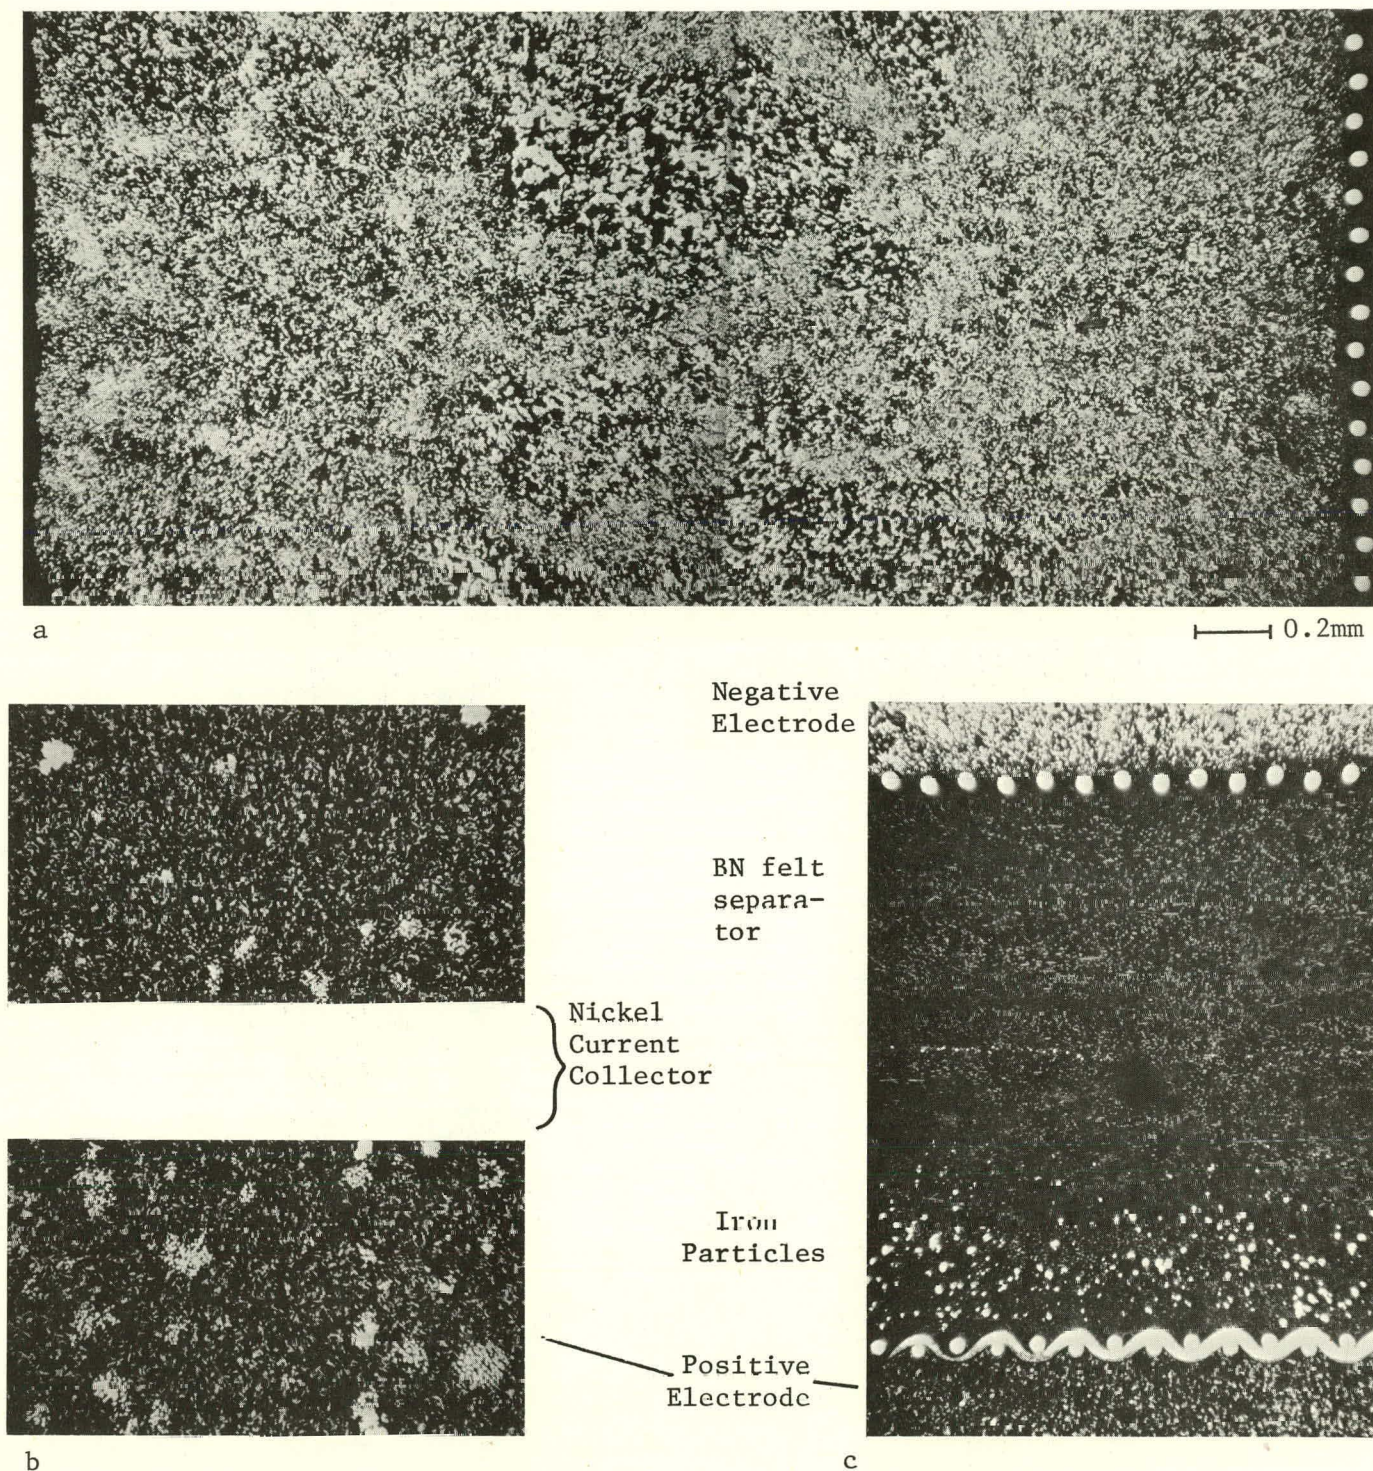 a
0.2mm
Negative
Electrode
BN felt
separa-
tor
Nickel
Current
Collector
Iron
Particles
Positive
Electrode
b
c